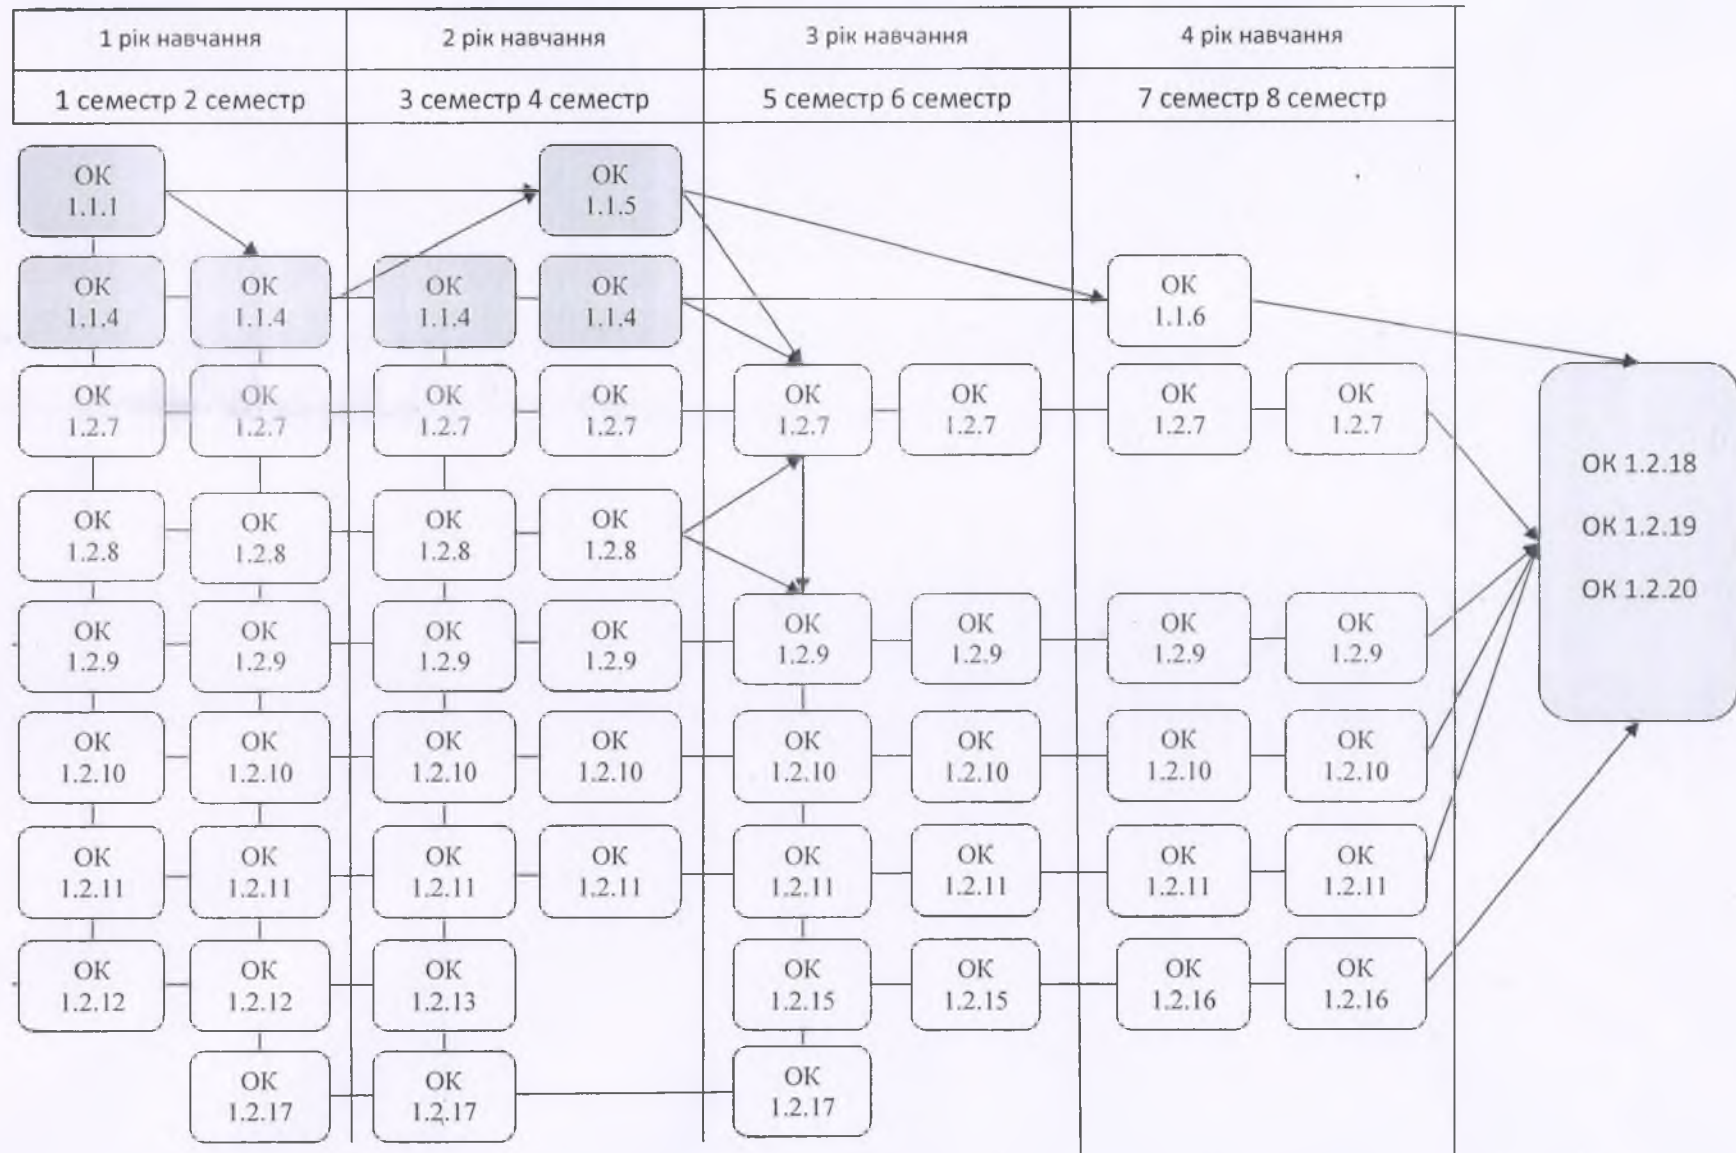 1 рік навчання
2 рік навчання
3 рік навчання
4 рік навчання
1 семестр 2 семестр
3 семестр 4 семестр
5 семестр 6 семестр
7 семестр 8 семестр
ОК
1.1.1
ОК
1.1.5
ОК
1.1.4
ОК
1.1.4
ОК
1.1.4
ОК
1.1.4
ОК
1.1.6
ОК
1.2.7
ОК
1.2.7
ОК
1.2.7
ОК
1.2.7
ОК
1.2.7
ОК
1.2.7
ОК
1.2.7
ОК
1.2.7
ОК 1.2.18
ОК 1.2.19
ОК 1.2.20
ОК
1.2.8
ОК
1.2.8
ОК
1.2.8
ОК
1.2.8
ОК
1.2.9
ОК
1.2.9
ОК
1.2.9
ОК
1.2.9
ОК
1.2.9
ОК
1.2.9
ОК
1.2.9
ОК
1.2.9
ОК
1.2.10
ОК
1.2.10
ОК
1.2.10
ОК
1.2.10
ОК
1.2.10
ОК
1.2.10
ОК
1.2.10
ОК
1.2.10
ОК
1.2.11
ОК
1.2.11
ОК
1.2.11
ОК
1.2.11
ОК
1.2.11
ОК
1.2.11
ОК
1.2.11
ОК
1.2.11
ОК
1.2.12
ОК
1.2.12
ОК
1.2.13
ОК
1.2.15
ОК
1.2.15
ОК
1.2.16
ОК
1.2.16
ОК
1.2.17
ОК
1.2.17
ОК
1.2.17